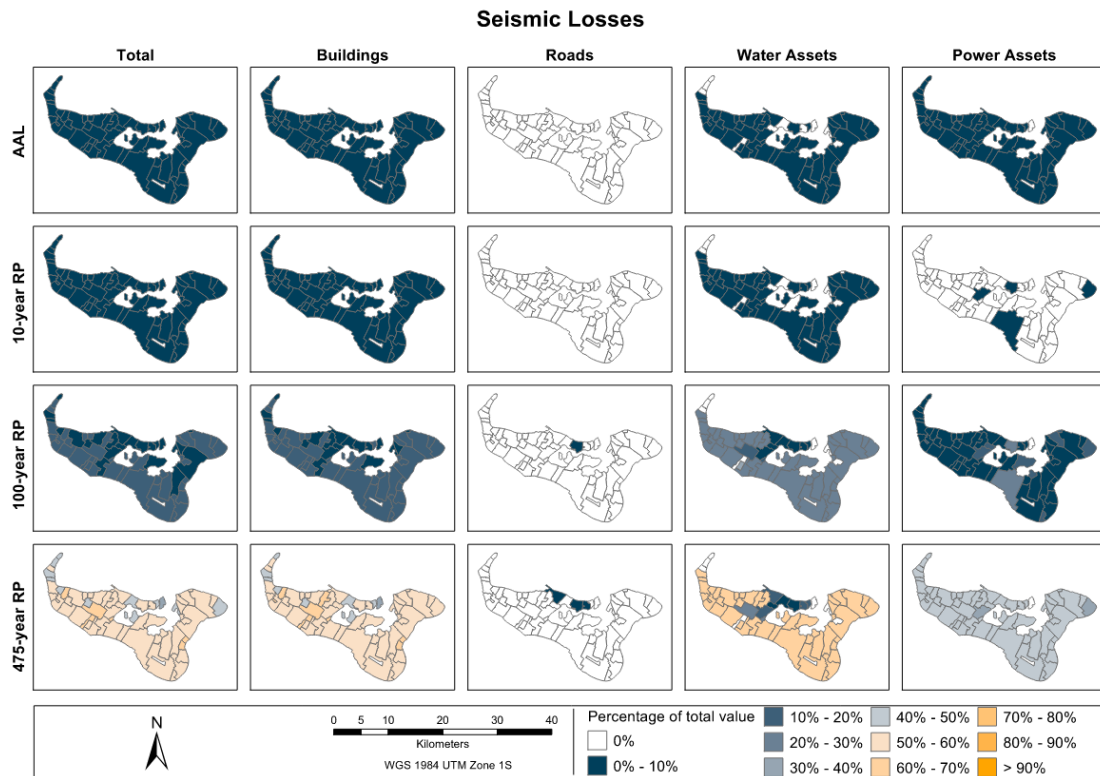 Seismic Losses
Total Buildings Roads Water Assets Power Assets
AAL
10-year RP
100-year RP
475-year RP
N
0 5 10 20 30 40
Kilometers
WGS 1984 UTM Zone 1S
Percentage of total value
0%
0% - 10%
10% - 20%
20% - 30%
30% - 40%
40% - 50%
50% - 60%
60% - 70%
70% - 80%
80% - 90%
> 90%